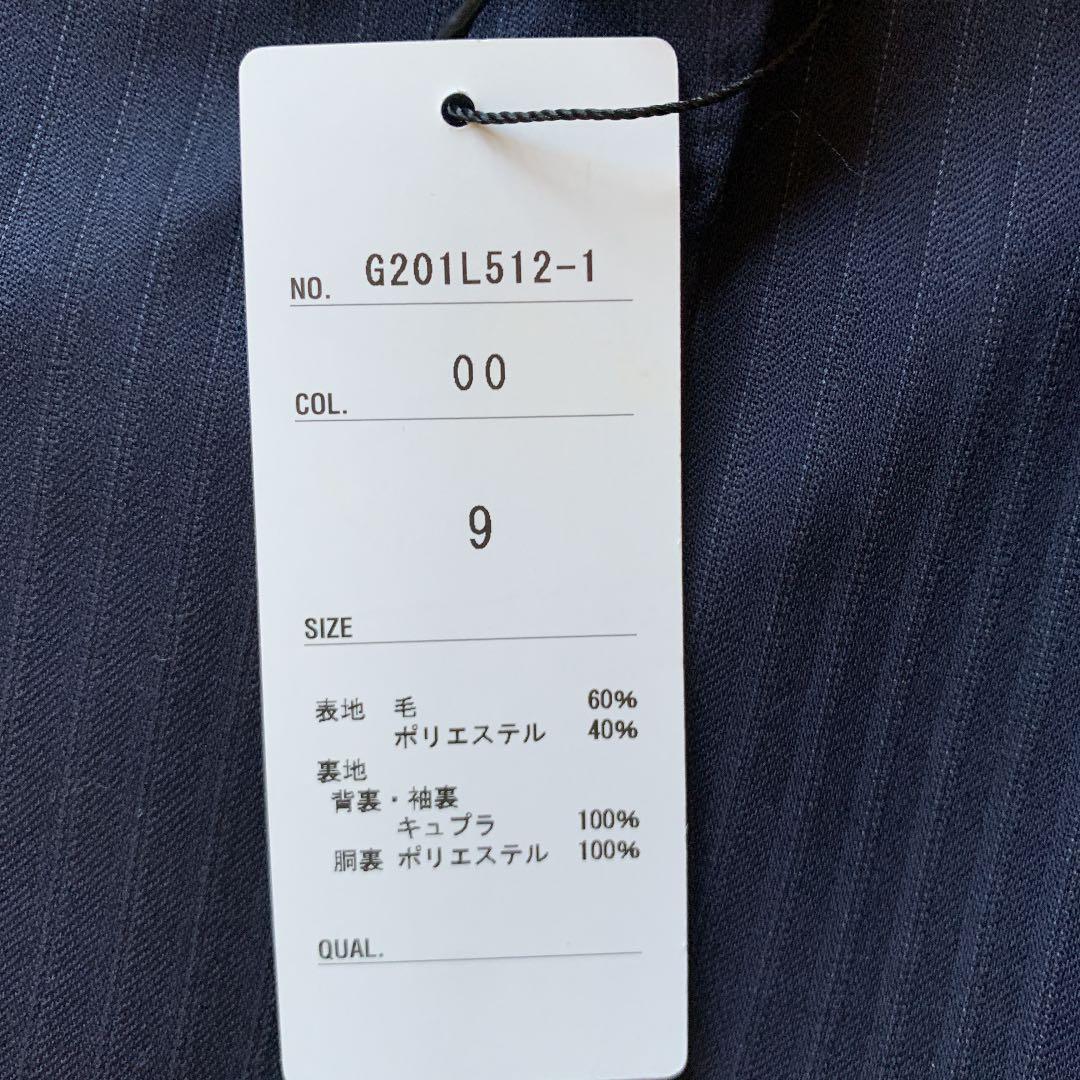 NO. G201L512-1
COL. 00
9
SIZE
表地 毛 60%
ポリエステル 40%
裏地
背裏・袖裏
キュプラ 100%
胴裏 ポリエステル 100%
QUAL.